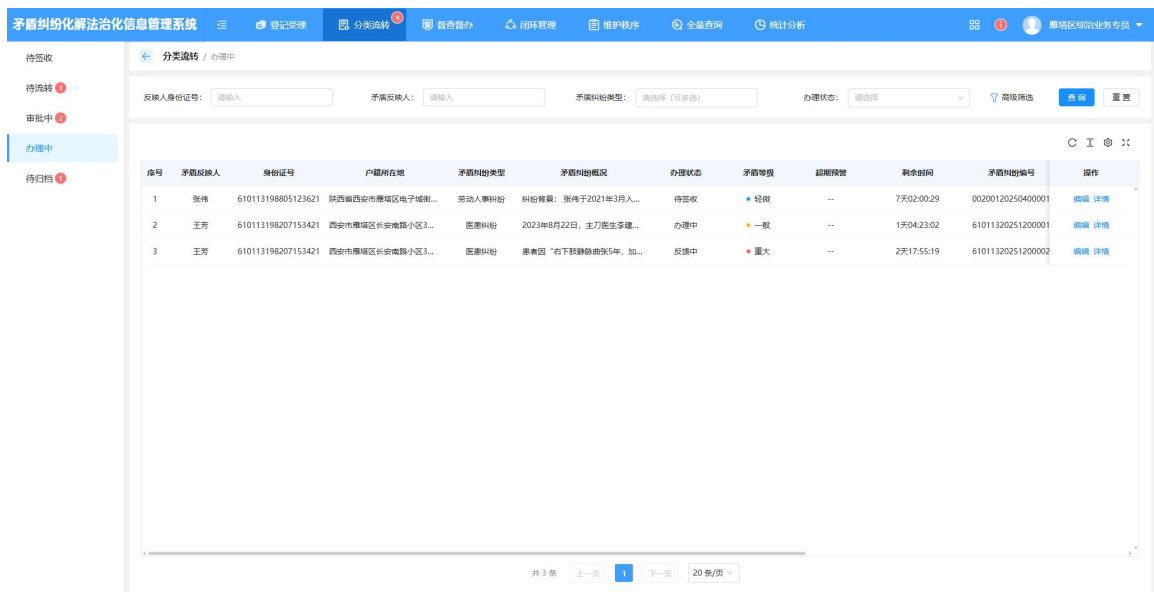 矛盾纠纷化解法治化信息管理系统 登记受理 分类流转 4 督查督办 闭环管理 维护秩序 全量查询 统计分析 雁塔区综治业务专员
待签收
待流转 1
审批中 2
办理中
待归档 1
分类流转 / 办理中
反映人身份证号： 请输入 矛盾反映人： 请输入 矛盾纠纷类型： 请选择（可多选） 办理状态： 请选择 高级筛选 查询 重置
序号 矛盾反映人 身份证号 户籍所在地 矛盾纠纷类型 矛盾纠纷概况 办理状态 矛盾等级 超期预警 剩余时间 矛盾纠纷编号 操作
1 张伟 610113198805123621 陕西省西安市雁塔区电子城街... 劳动人事纠纷 纠纷背景：张伟于2021年3月入... 待签收 轻微 -- 7天02:00:29 00200120250400001 编辑 详情
2 王芳 610113198207153421 西安市雁塔区长安南路小区3... 医患纠纷 2023年8月22日，主刀医生李建... 办理中 一般 -- 1天04:23:02 61011320251200001 编辑 详情
3 王芳 610113198207153421 西安市雁塔区长安南路小区3... 医患纠纷 患者因“右下肢静脉曲张5年，加... 反馈中 重大 -- 2天17:55:19 61011320251200002 编辑 详情
共 3 条 上一页 1 下一页 20 条/页